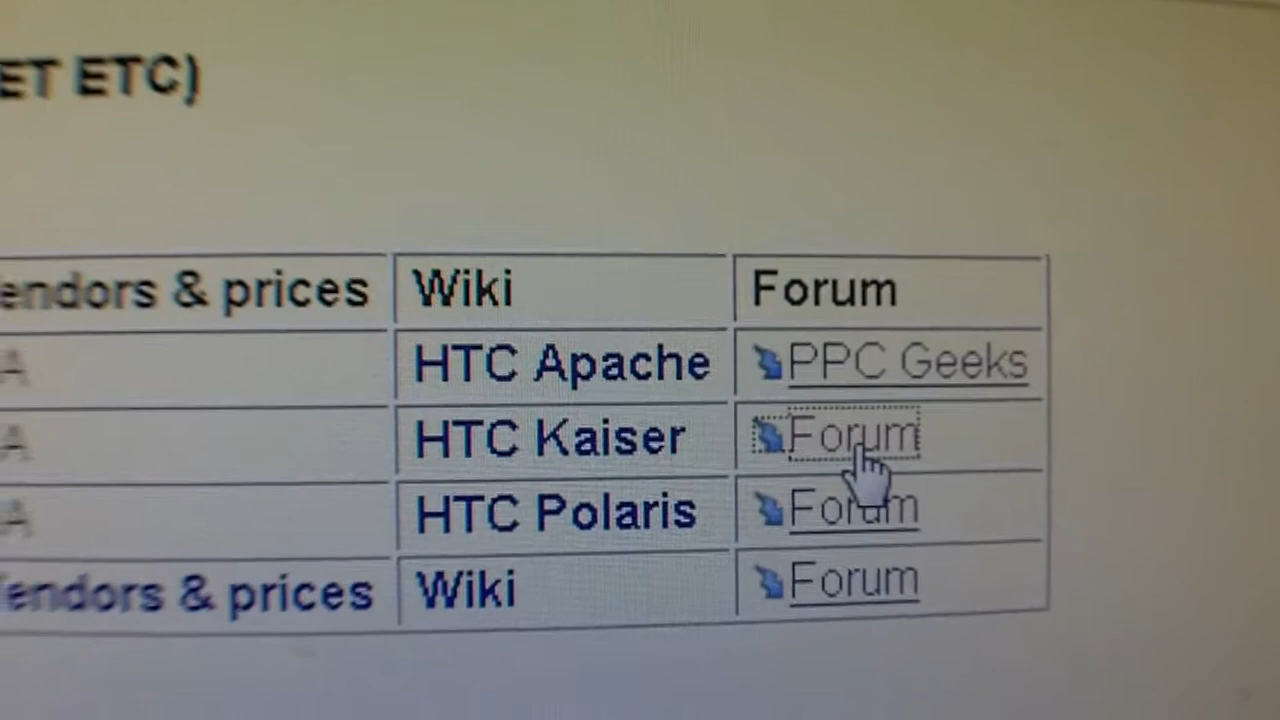 ET ETC)
endors & prices Wiki Forum
A HTC Apache PPC Geeks
A HTC Kaiser Forum
A HTC Polaris Forum
endors & prices Wiki Forum